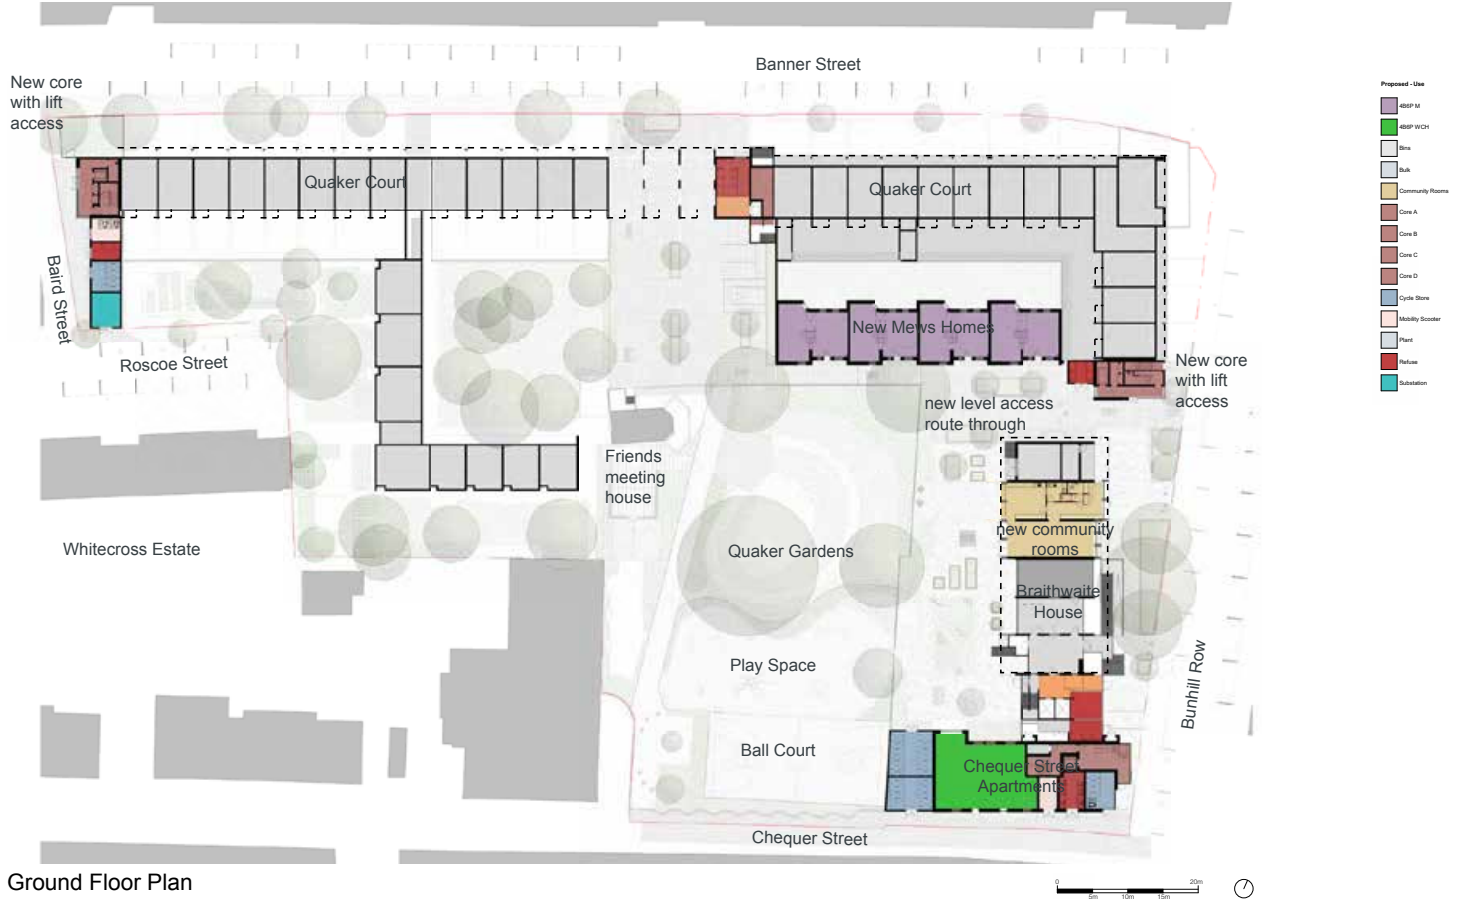 Banner Street
New core
with lift
access
Quaker Court
Quaker Court
Baird Street
Roscoe Street
New Mews Homes
New core
with lift
access
new level access
route through
Friends
meeting
house
Whitecross Estate
Quaker Gardens
new community
rooms
Braithwaite
House
Play Space
Bunhill Row
Ball Court
Chequer Street
Apartments
Chequer Street
Ground Floor Plan
0
20m
5m
10m
15m
Proposed - Use
4B6P M
4B6P WCH
Bins
Bulk
Community Rooms
Core A
Core B
Core C
Core D
Cycle Store
Mobility Scooter
Plant
Refuse
Substation